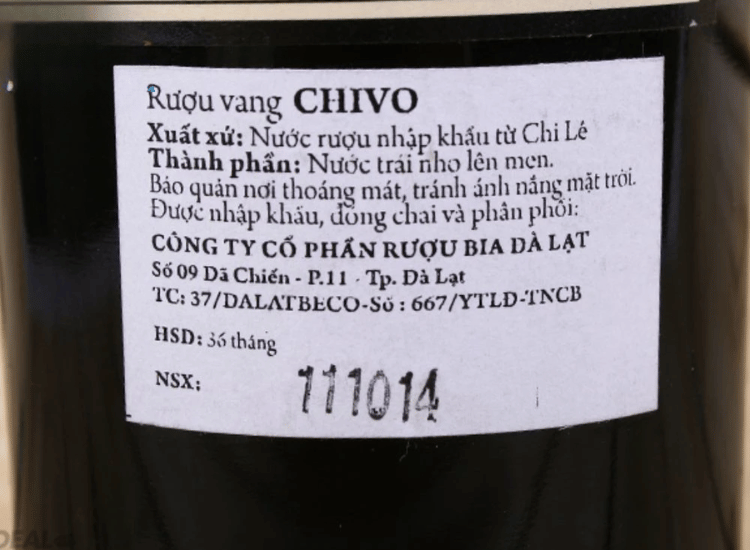 Rượu vang CHIVO
Xuất xứ: Nước rượu nhập khẩu từ Chi Lê
Thành phần: Nước trái nho lên men.
Bảo quản nơi thoáng mát, tránh ánh nắng mặt trời.
Được nhập khẩu, đóng chai và phân phối:
CÔNG TY CỔ PHẦN RƯỢU BIA ĐÀ LẠT
Số 09 Dã Chiến - P.11 - Tp. Đà Lạt
TC: 37/DALATBECO-Số : 667/YTLD-TNCB
HSD: 36 tháng
NSX: 111014
DEAL